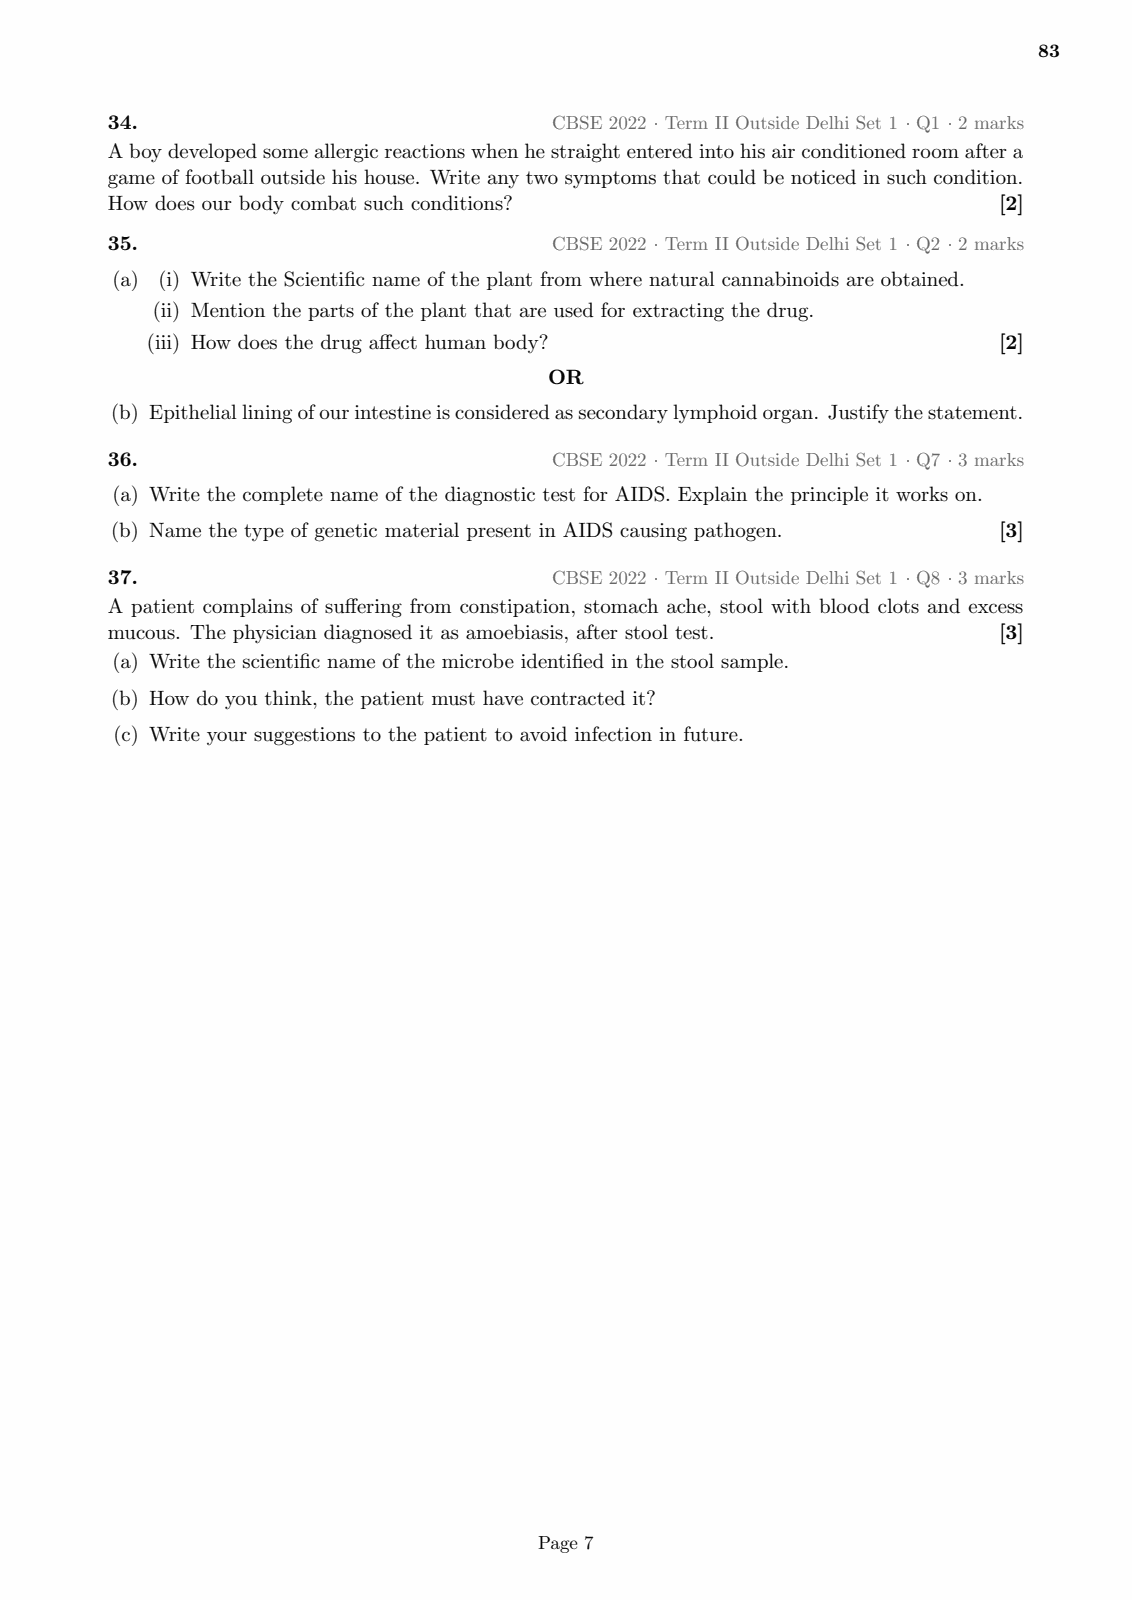 83
34. CBSE 2022 · Term II Outside Delhi Set 1 · Q1 · 2 marks
A boy developed some allergic reactions when he straight entered into his air conditioned room after a
game of football outside his house. Write any two symptoms that could be noticed in such condition.
How does our body combat such conditions? [2]
35. CBSE 2022 · Term II Outside Delhi Set 1 · Q2 · 2 marks
(a) (i) Write the Scientific name of the plant from where natural cannabinoids are obtained.
(ii) Mention the parts of the plant that are used for extracting the drug.
(iii) How does the drug affect human body? [2]
OR
(b) Epithelial lining of our intestine is considered as secondary lymphoid organ. Justify the statement.
36. CBSE 2022 · Term II Outside Delhi Set 1 · Q7 · 3 marks
(a) Write the complete name of the diagnostic test for AIDS. Explain the principle it works on.
(b) Name the type of genetic material present in AIDS causing pathogen. [3]
37. CBSE 2022 · Term II Outside Delhi Set 1 · Q8 · 3 marks
A patient complains of suffering from constipation, stomach ache, stool with blood clots and excess
mucous. The physician diagnosed it as amoebiasis, after stool test. [3]
(a) Write the scientific name of the microbe identified in the stool sample.
(b) How do you think, the patient must have contracted it?
(c) Write your suggestions to the patient to avoid infection in future.
Page 7